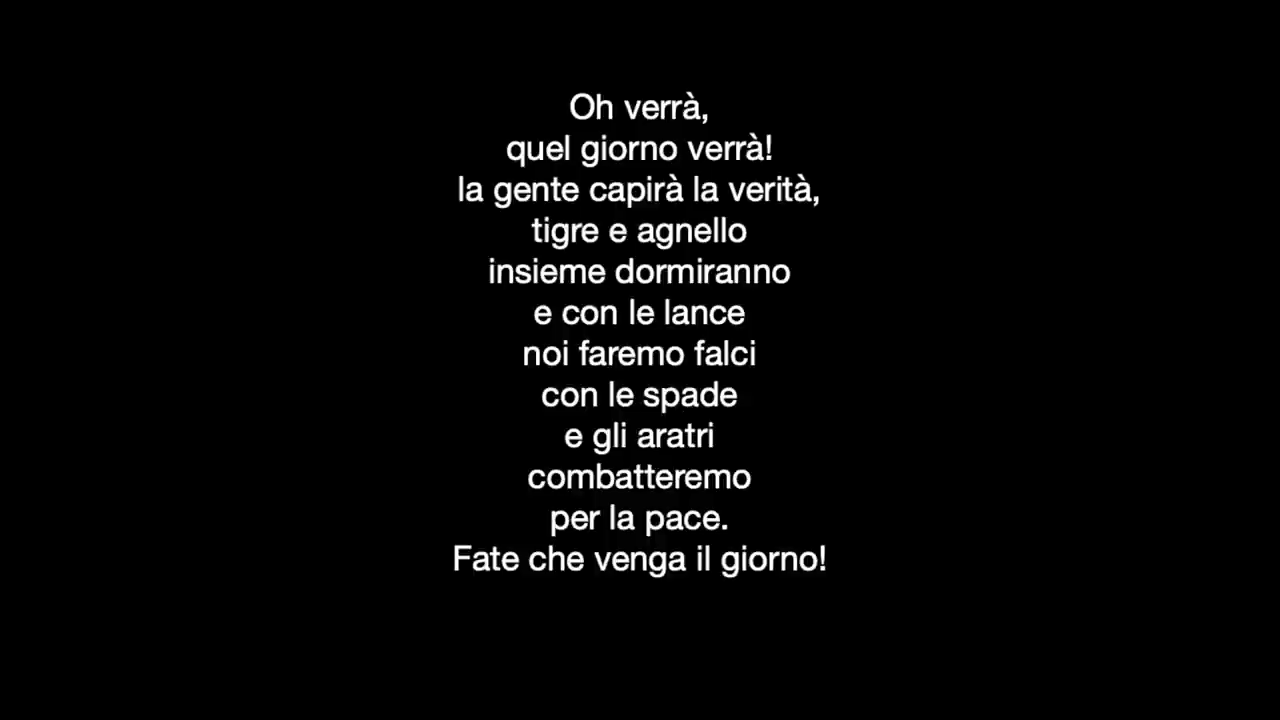 Oh verrà,
quel giorno verrà!
la gente capirà la verità,
tigre e agnello
insieme dormiranno
e con le lance
noi faremo falci
con le spade
e gli aratri
combatteremo
per la pace.
Fate che venga il giorno!